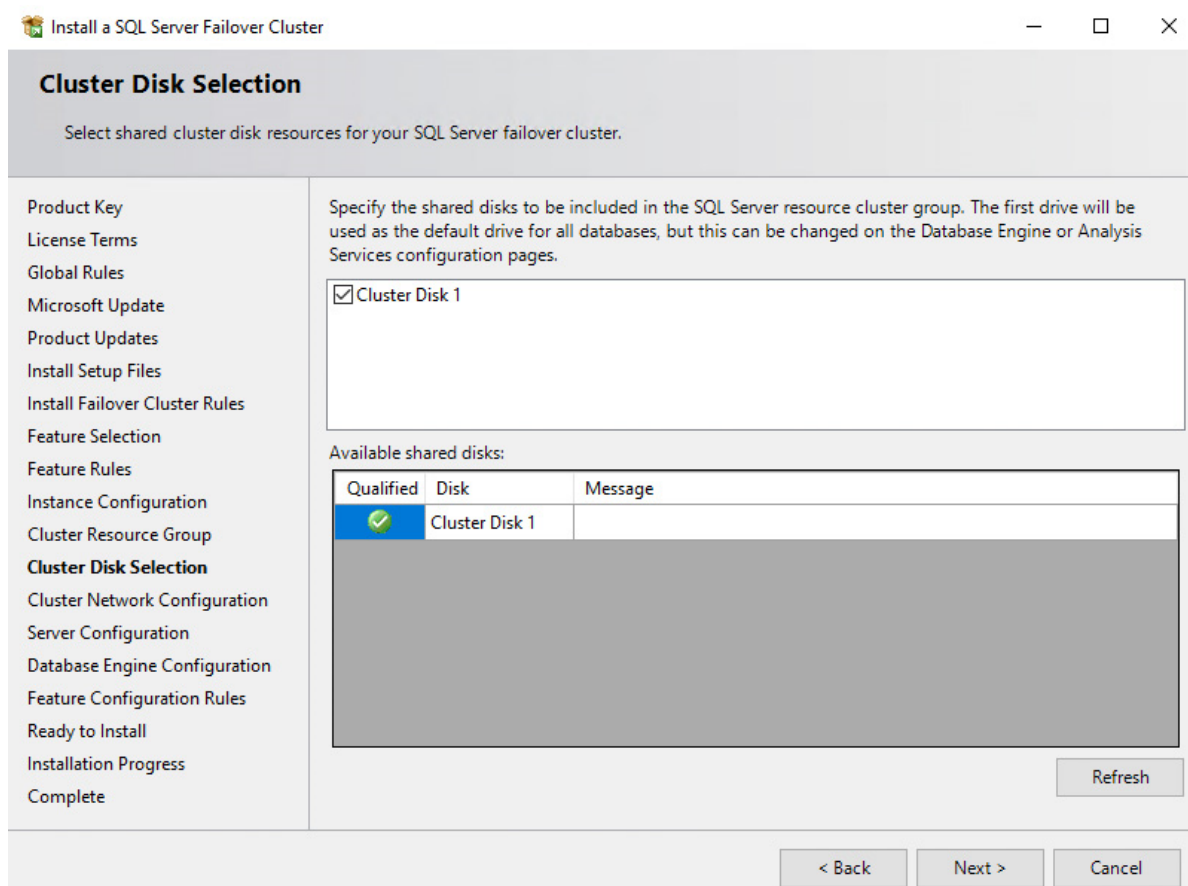 Install a SQL Server Failover Cluster
Cluster Disk Selection
Select shared cluster disk resources for your SQL Server failover cluster.
Product Key
License Terms
Global Rules
Microsoft Update
Product Updates
Install Setup Files
Install Failover Cluster Rules
Feature Selection
Feature Rules
Instance Configuration
Cluster Resource Group
Cluster Disk Selection
Cluster Network Configuration
Server Configuration
Database Engine Configuration
Feature Configuration Rules
Ready to Install
Installation Progress
Complete
Specify the shared disks to be included in the SQL Server resource cluster group. The first drive will be
used as the default drive for all databases, but this can be changed on the Database Engine or Analysis
Services configuration pages.
Cluster Disk 1
Available shared disks:
Qualified Disk Message
Cluster Disk 1
Refresh
< Back Next > Cancel